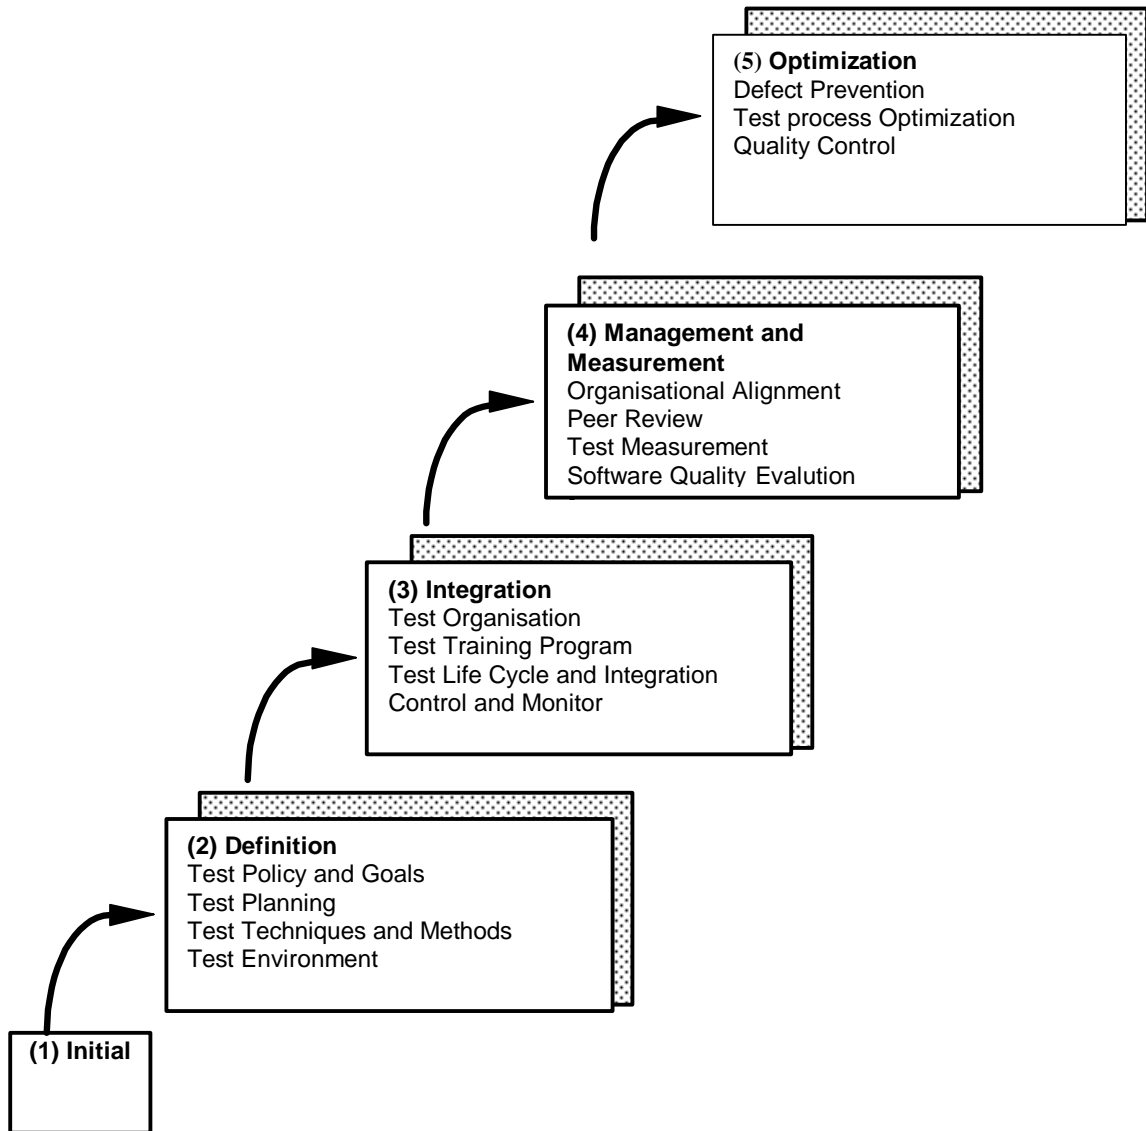 (5) Optimization
Defect Prevention
Test process Optimization
Quality Control
(4) Management and
Measurement
Organisational Alignment
Peer Review
Test Measurement
Software Quality Evalution
(3) Integration
Test Organisation
Test Training Program
Test Life Cycle and Integration
Control and Monitor
(2) Definition
Test Policy and Goals
Test Planning
Test Techniques and Methods
Test Environment
(1) Initial